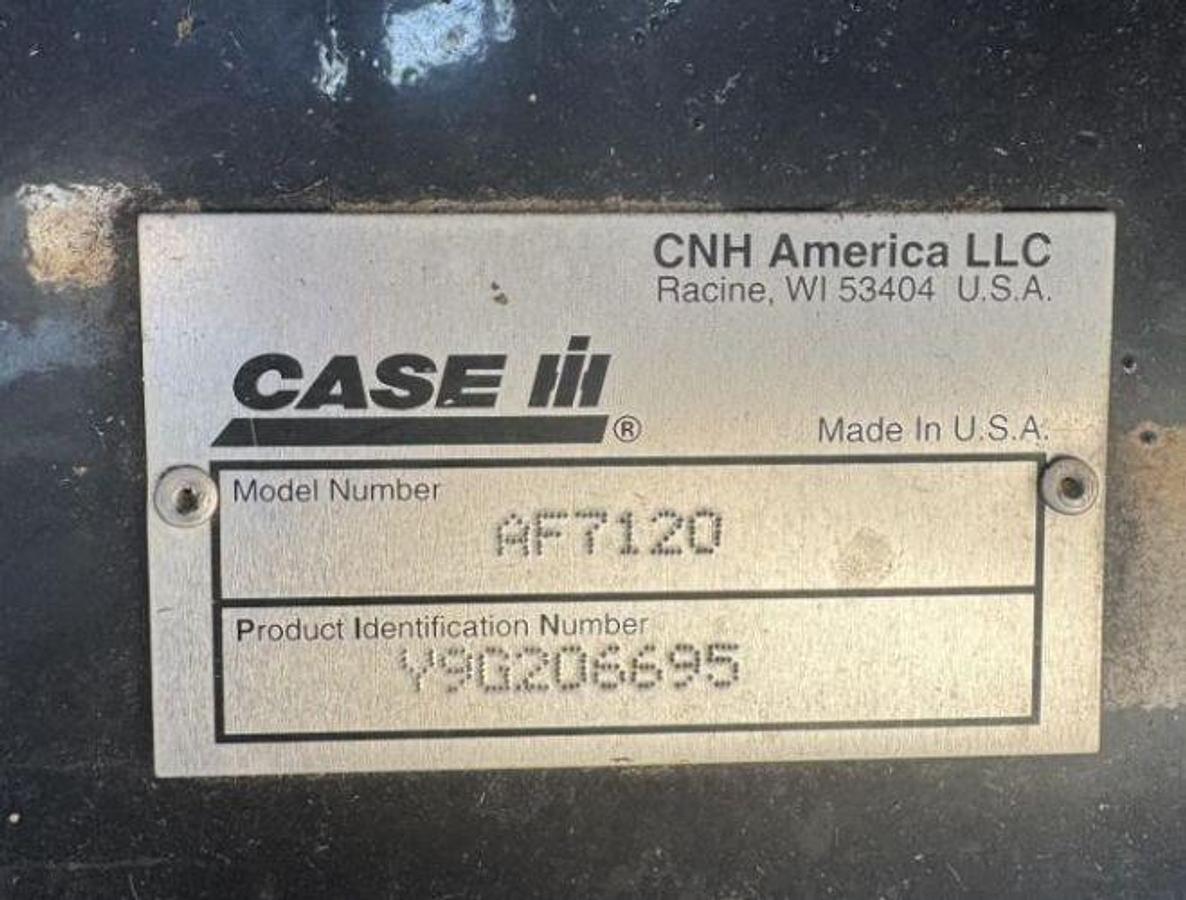 CNH America LLC
Racine, WI 53404 U.S.A.
CASE IH
®
Made In U.S.A.
Model Number
AF7120
Product Identification Number
Y9G206695